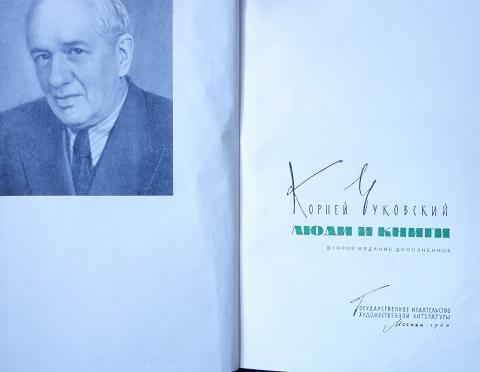 Корней Чуковский
ЛЮДИ И КНИГИ
ВТОРОЕ ИЗДАНИЕ ДОПОЛНЕННОЕ
Государственное издательство
художественной литературы
Москва 1960